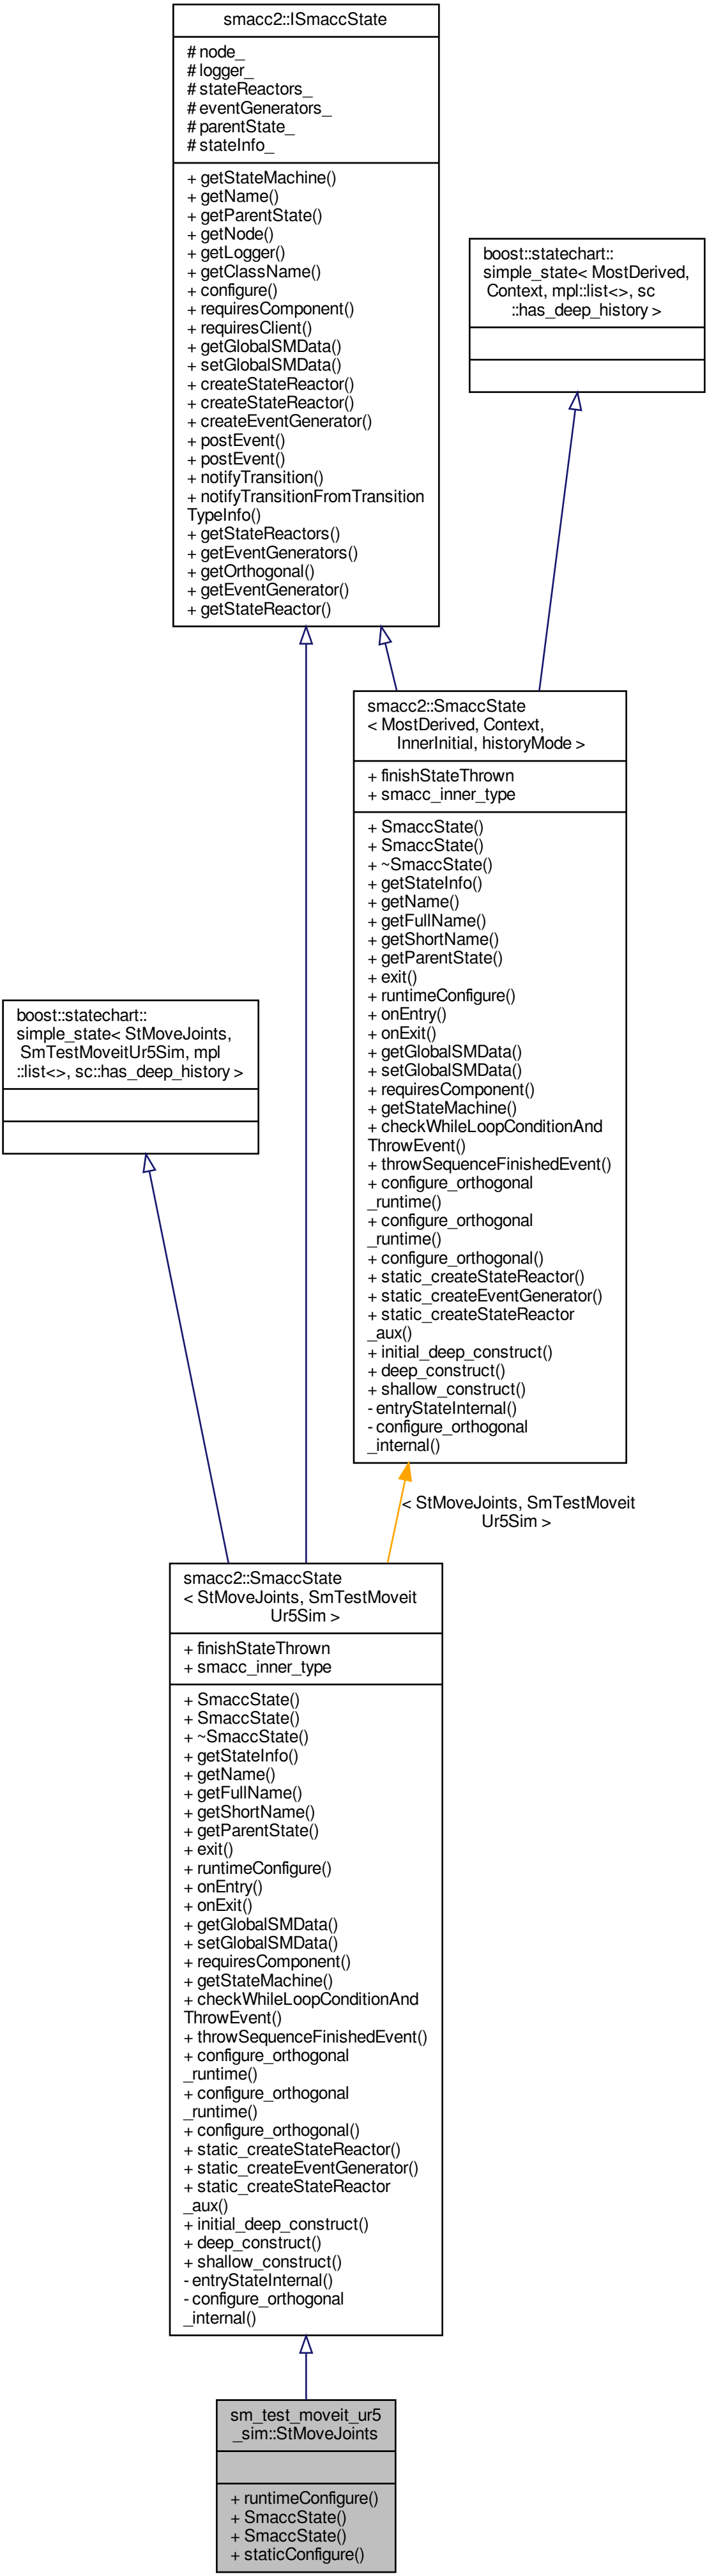 smacc2::ISmaccState
# node_
# logger_
# stateReactors_
# eventGenerators_
# parentState_
# stateInfo_
+ getStateMachine()
+ getName()
+ getParentState()
+ getNode()
+ getLogger()
+ getClassName()
+ configure()
+ requiresComponent()
+ requiresClient()
+ getGlobalSMData()
+ setGlobalSMData()
+ createStateReactor()
+ createStateReactor()
+ createEventGenerator()
+ postEvent()
+ postEvent()
+ notifyTransition()
+ notifyTransitionFromTransition
TypeInfo()
+ getStateReactors()
+ getEventGenerators()
+ getOrthogonal()
+ getEventGenerator()
+ getStateReactor()
boost::statechart::
simple_state< MostDerived,
Context, mpl::list<>, sc
::has_deep_history >
smacc2::SmaccState
< MostDerived, Context,
InnerInitial, historyMode >
+ finishStateThrown
+ smacc_inner_type
+ SmaccState()
+ SmaccState()
+ ~SmaccState()
+ getStateInfo()
+ getName()
+ getFullName()
+ getShortName()
+ getParentState()
+ exit()
+ runtimeConfigure()
+ onEntry()
+ onExit()
+ getGlobalSMData()
+ setGlobalSMData()
+ requiresComponent()
+ getStateMachine()
+ checkWhileLoopConditionAnd
ThrowEvent()
+ throwSequenceFinishedEvent()
+ configure_orthogonal
_runtime()
+ configure_orthogonal
_runtime()
+ configure_orthogonal()
+ static_createStateReactor()
+ static_createEventGenerator()
+ static_createStateReactor
_aux()
+ initial_deep_construct()
+ deep_construct()
+ shallow_construct()
- entryStateInternal()
- configure_orthogonal
_internal()
boost::statechart::
simple_state< StMoveJoints,
SmTestMoveitUr5Sim, mpl
::list<>, sc::has_deep_history >
< StMoveJoints, SmTestMoveit
Ur5Sim >
smacc2::SmaccState
< StMoveJoints, SmTestMoveit
Ur5Sim >
+ finishStateThrown
+ smacc_inner_type
+ SmaccState()
+ SmaccState()
+ ~SmaccState()
+ getStateInfo()
+ getName()
+ getFullName()
+ getShortName()
+ getParentState()
+ exit()
+ runtimeConfigure()
+ onEntry()
+ onExit()
+ getGlobalSMData()
+ setGlobalSMData()
+ requiresComponent()
+ getStateMachine()
+ checkWhileLoopConditionAnd
ThrowEvent()
+ throwSequenceFinishedEvent()
+ configure_orthogonal
_runtime()
+ configure_orthogonal
_runtime()
+ configure_orthogonal()
+ static_createStateReactor()
+ static_createEventGenerator()
+ static_createStateReactor
_aux()
+ initial_deep_construct()
+ deep_construct()
+ shallow_construct()
- entryStateInternal()
- configure_orthogonal
_internal()
sm_test_moveit_ur5
_sim::StMoveJoints
+ runtimeConfigure()
+ SmaccState()
+ SmaccState()
+ staticConfigure()